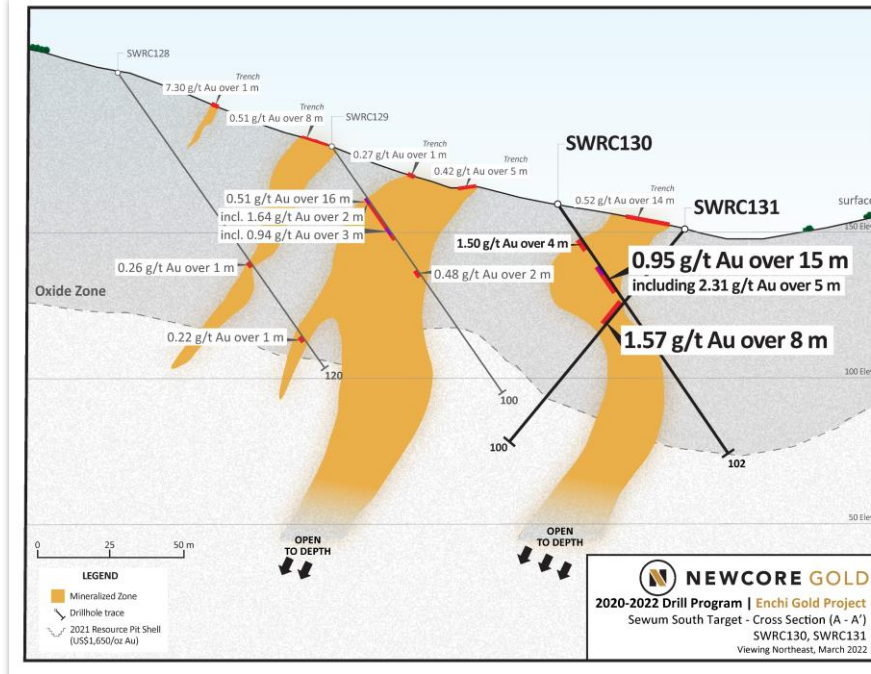 SWRC128
Trench
7.30 g/t Au over 1 m
Trench
0.51 g/t Au over 8 m
SWRC129
Trench
0.27 g/t Au over 1 m
Trench
0.42 g/t Au over 5 m
SWRC130
Trench
0.52 g/t Au over 14 m
SWRC131
surface
150 Elev
0.51 g/t Au over 16 m
incl. 1.64 g/t Au over 2 m
incl. 0.94 g/t Au over 3 m
1.50 g/t Au over 4 m
0.95 g/t Au over 15 m
including 2.31 g/t Au over 5 m
0.26 g/t Au over 1 m
0.48 g/t Au over 2 m
Oxide Zone
0.22 g/t Au over 1 m
1.57 g/t Au over 8 m
120
100 Elev
100
100
102
50 Elev
0 25 50 m
OPEN
TO DEPTH
OPEN
TO DEPTH
LEGEND
Mineralized Zone
Drillhole trace
2021 Resource Pit Shell
(US$1,650/oz Au)
N NEWCORE GOLD
2020-2022 Drill Program | Enchi Gold Project
Sewum South Target - Cross Section (A - A')
SWRC130, SWRC131
Viewing Northeast, March 2022